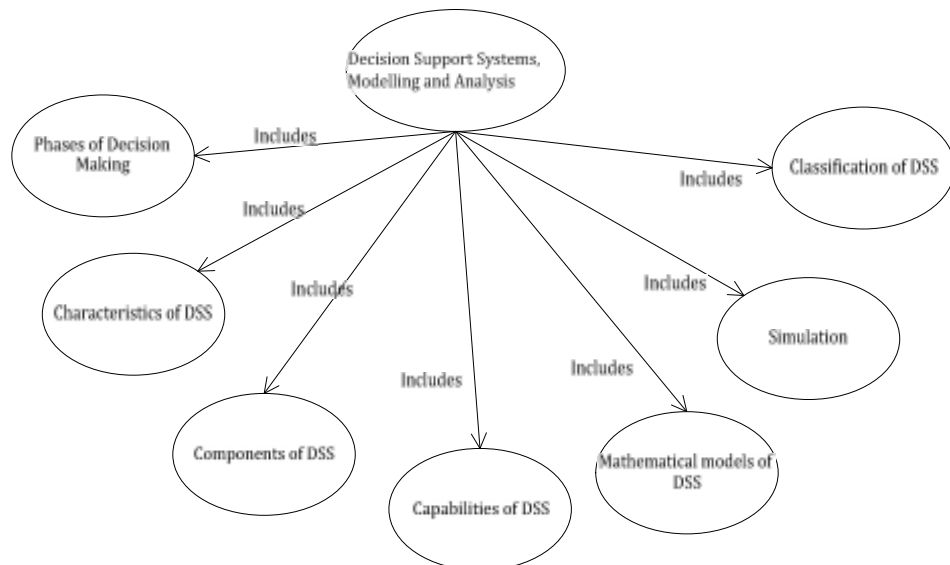 Decision Support Systems,
Modelling and Analysis
Phases of Decision
Making
Includes
Includes
Classification of DSS
Includes
Characteristics of DSS
Includes
Includes
Simulation
Includes
Includes
Components of DSS
Mathematical models of
DSS
Capabilities of DSS